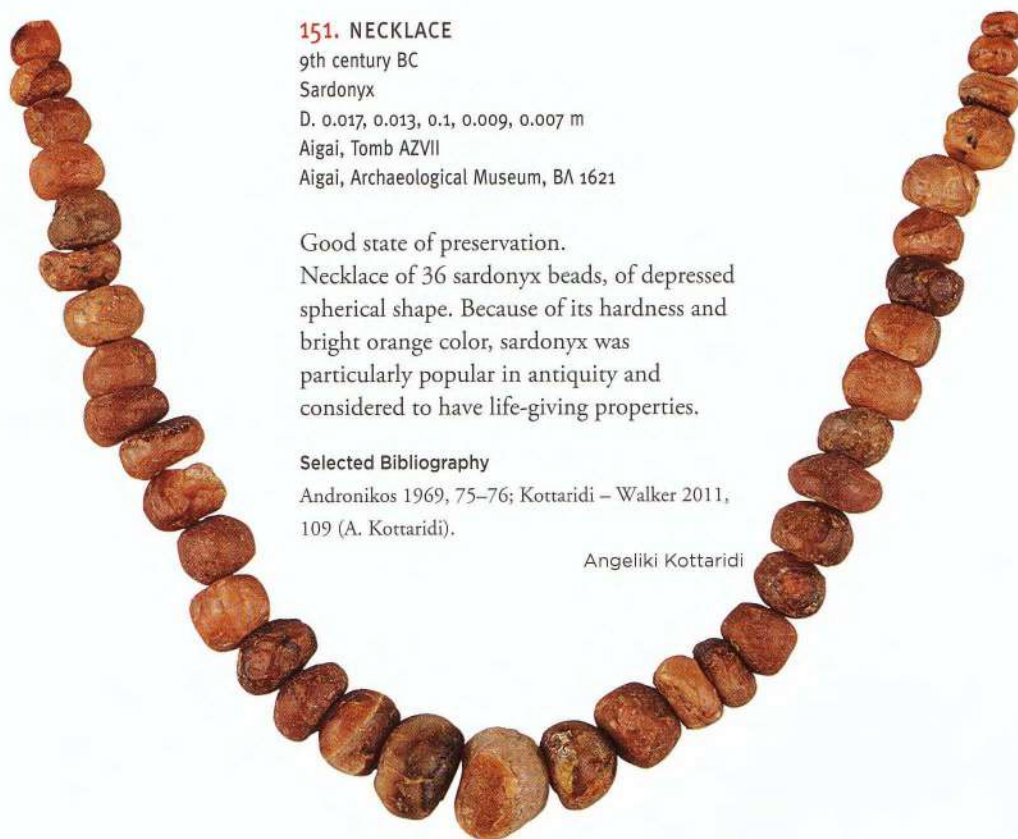 151. NECKLACE
9th century BC
Sardonyx
D. 0.017, 0.013, 0.1, 0.009, 0.007 m
Aigai, Tomb AZVII
Aigai, Archaeological Museum, ΒΛ 1621
Good state of preservation.
Necklace of 36 sardonyx beads, of depressed
spherical shape. Because of its hardness and
bright orange color, sardonyx was
particularly popular in antiquity and
considered to have life-giving properties.
Selected Bibliography
Andronikos 1969, 75–76; Kottaridi – Walker 2011,
109 (A. Kottaridi).
Angeliki Kottaridi